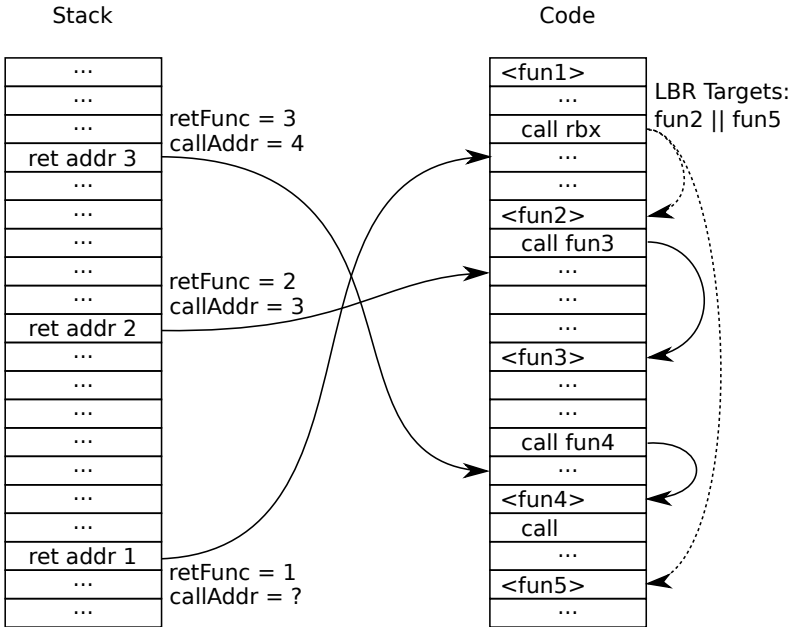 Stack
...
...
...
ret addr 3
...
...
...
...
...
ret addr 2
...
...
...
...
...
...
...
ret addr 1
...
...
retFunc = 3
callAddr = 4
retFunc = 2
callAddr = 3
retFunc = 1
callAddr = ?
Code
<fun1>
...
call rbx
...
...
<fun2>
call fun3
...
...
...
<fun3>
...
...
call fun4
...
<fun4>
call
...
<fun5>
...
LBR Targets:
fun2 || fun5